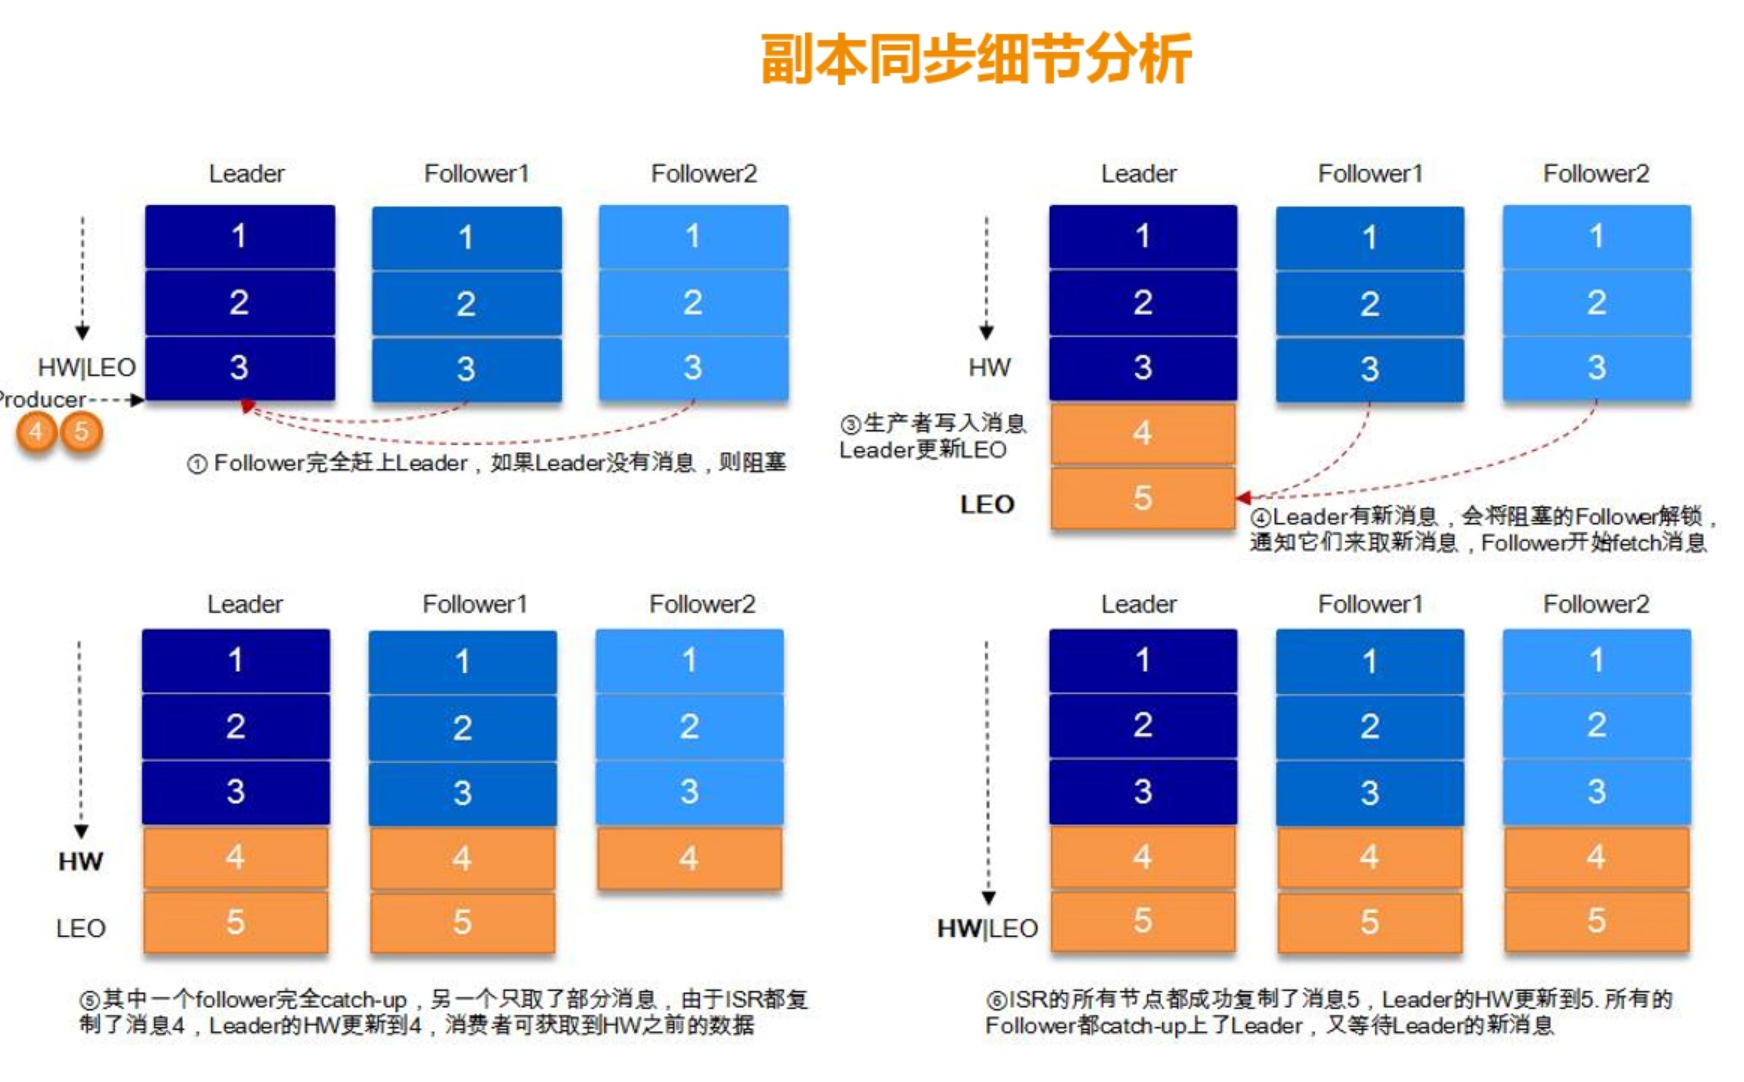 副本同步细节分析
Leader Follower1 Follower2
1 1 1
2 2 2
HW|LEO 3 3 3
Producer
4 5
① Follower完全赶上Leader，如果Leader没有消息，则阻塞
Leader Follower1 Follower2
1 1 1
2 2 2
HW 3 3 3
③生产者写入消息
Leader更新LEO
4
LEO 5
④Leader有新消息，会将阻塞的Follower解锁，
通知它们来取新消息，Follower开始fetch消息
Leader Follower1 Follower2
1 1 1
2 2 2
3 3 3
HW 4 4 4
LEO 5 5
⑤其中一个follower完全catch-up，另一个只取了部分消息，由于ISR都复
制了消息4，Leader的HW更新到4，消费者可获取到HW之前的数据
Leader Follower1 Follower2
1 1 1
2 2 2
3 3 3
4 4 4
HW|LEO 5 5 5
⑥ISR的所有节点都成功复制了消息5，Leader的HW更新到5. 所有的
Follower都catch-up上了Leader，又等待Leader的新消息